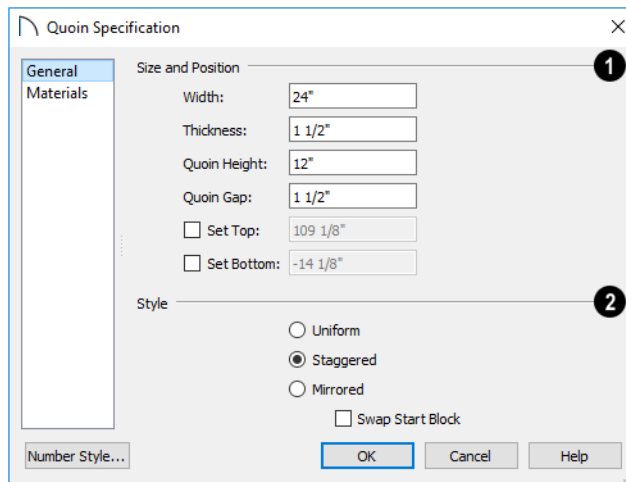 Quoin Specification
General
Materials
Size and Position
1
Width: 24"
Thickness: 1 1/2"
Quoin Height: 12"
Quoin Gap: 1 1/2"
Set Top: 109 1/8"
Set Bottom: -14 1/8"
Style
2
Uniform
Staggered
Mirrored
Swap Start Block
Number Style... OK Cancel Help